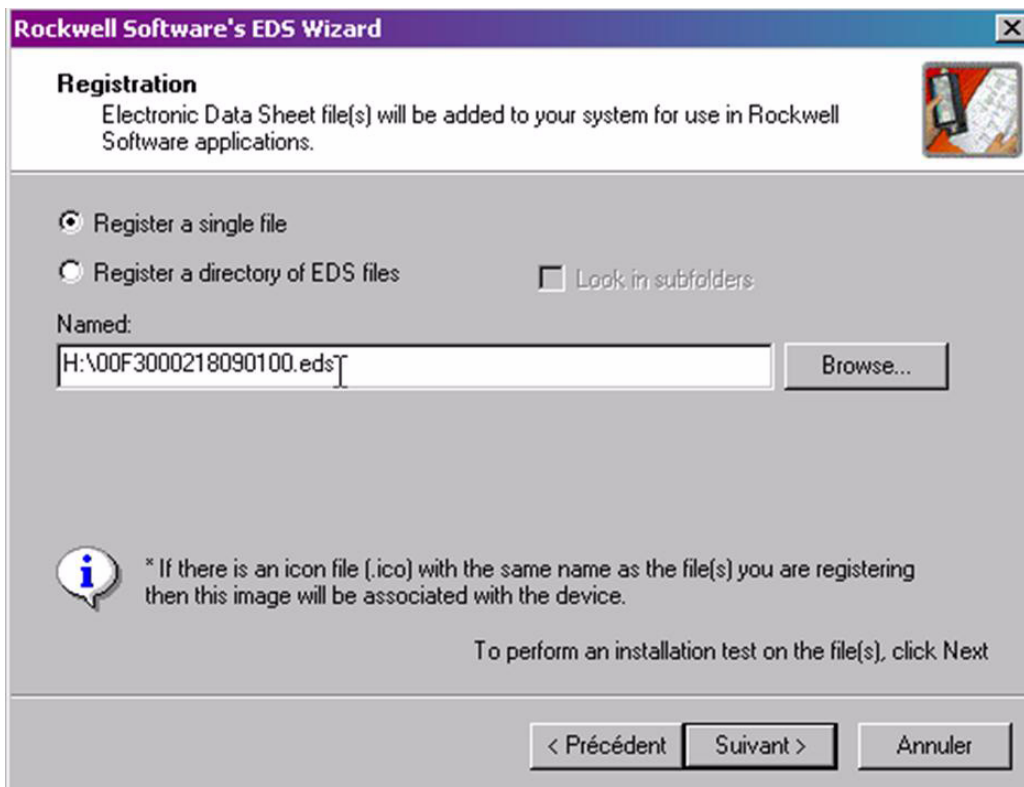 Rockwell Software's EDS Wizard
Registration
Electronic Data Sheet file(s) will be added to your system for use in Rockwell
Software applications.
Register a single file
Register a directory of EDS files
Look in subfolders
Named:
H:\00F3000218090100.eds
Browse...
* If there is an icon file (.ico) with the same name as the file(s) you are registering
then this image will be associated with the device.
To perform an installation test on the file(s), click Next
< Précédent
Suivant >
Annuler